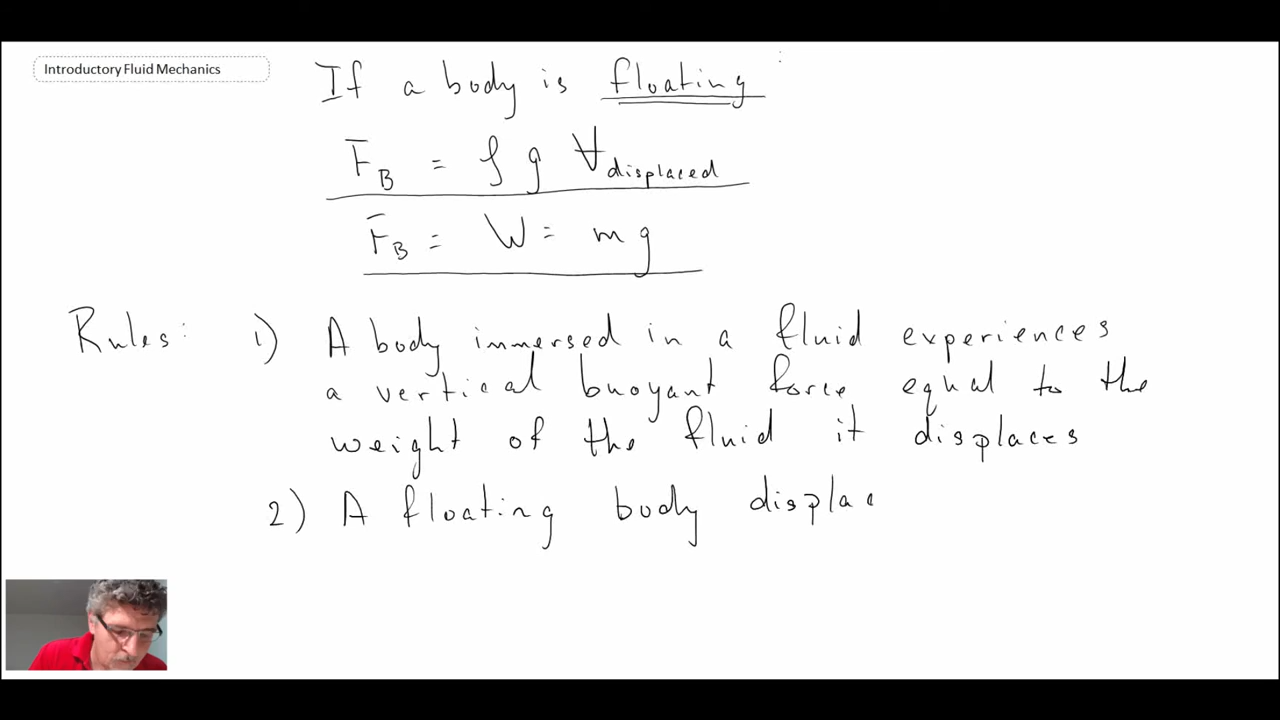 Introductory Fluid Mechanics
If a body is floating
F_B = ρ g ∀_displaced
F_B = W = mg
Rules: 1) A body immersed in a fluid experiences
a vertical buoyant force equal to the
weight of the fluid it displaces
2) A floating body displac